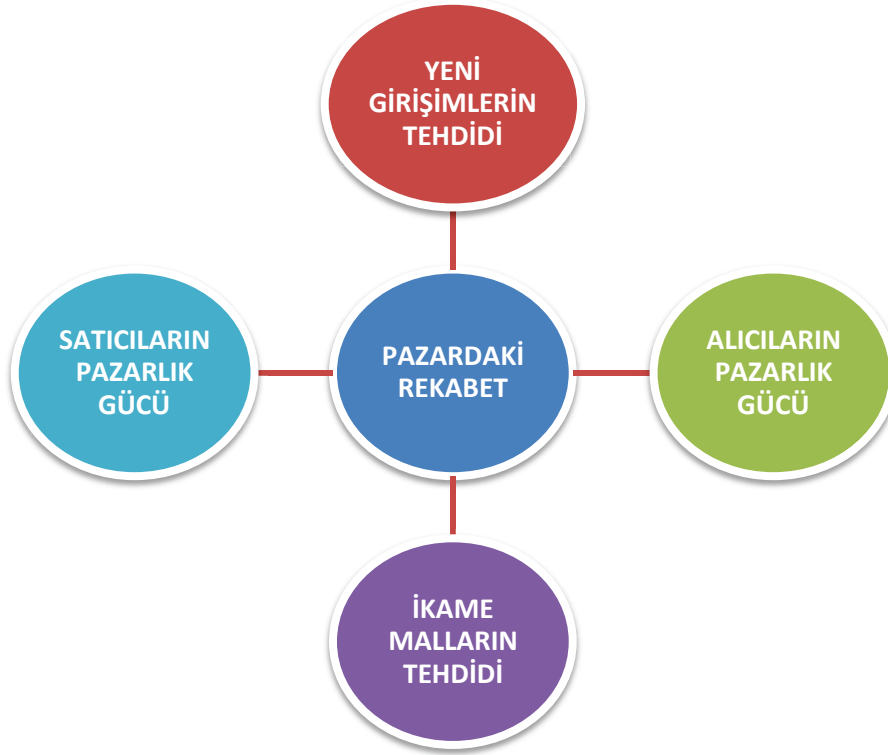 YENİ
GİRİŞİMLERİN
TEHDİDİ
SATICILARIN
PAZARLIK
GÜCÜ
PAZARDAKİ
REKABET
ALICILARIN
PAZARLIK
GÜCÜ
İKAME
MALLARIN
TEHDİDİ